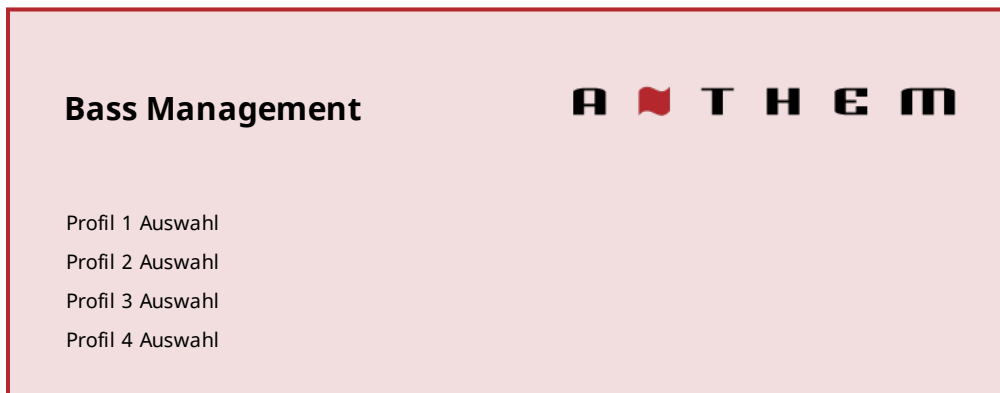 Bass Management
ANTHEM
Profil 1 Auswahl
Profil 2 Auswahl
Profil 3 Auswahl
Profil 4 Auswahl